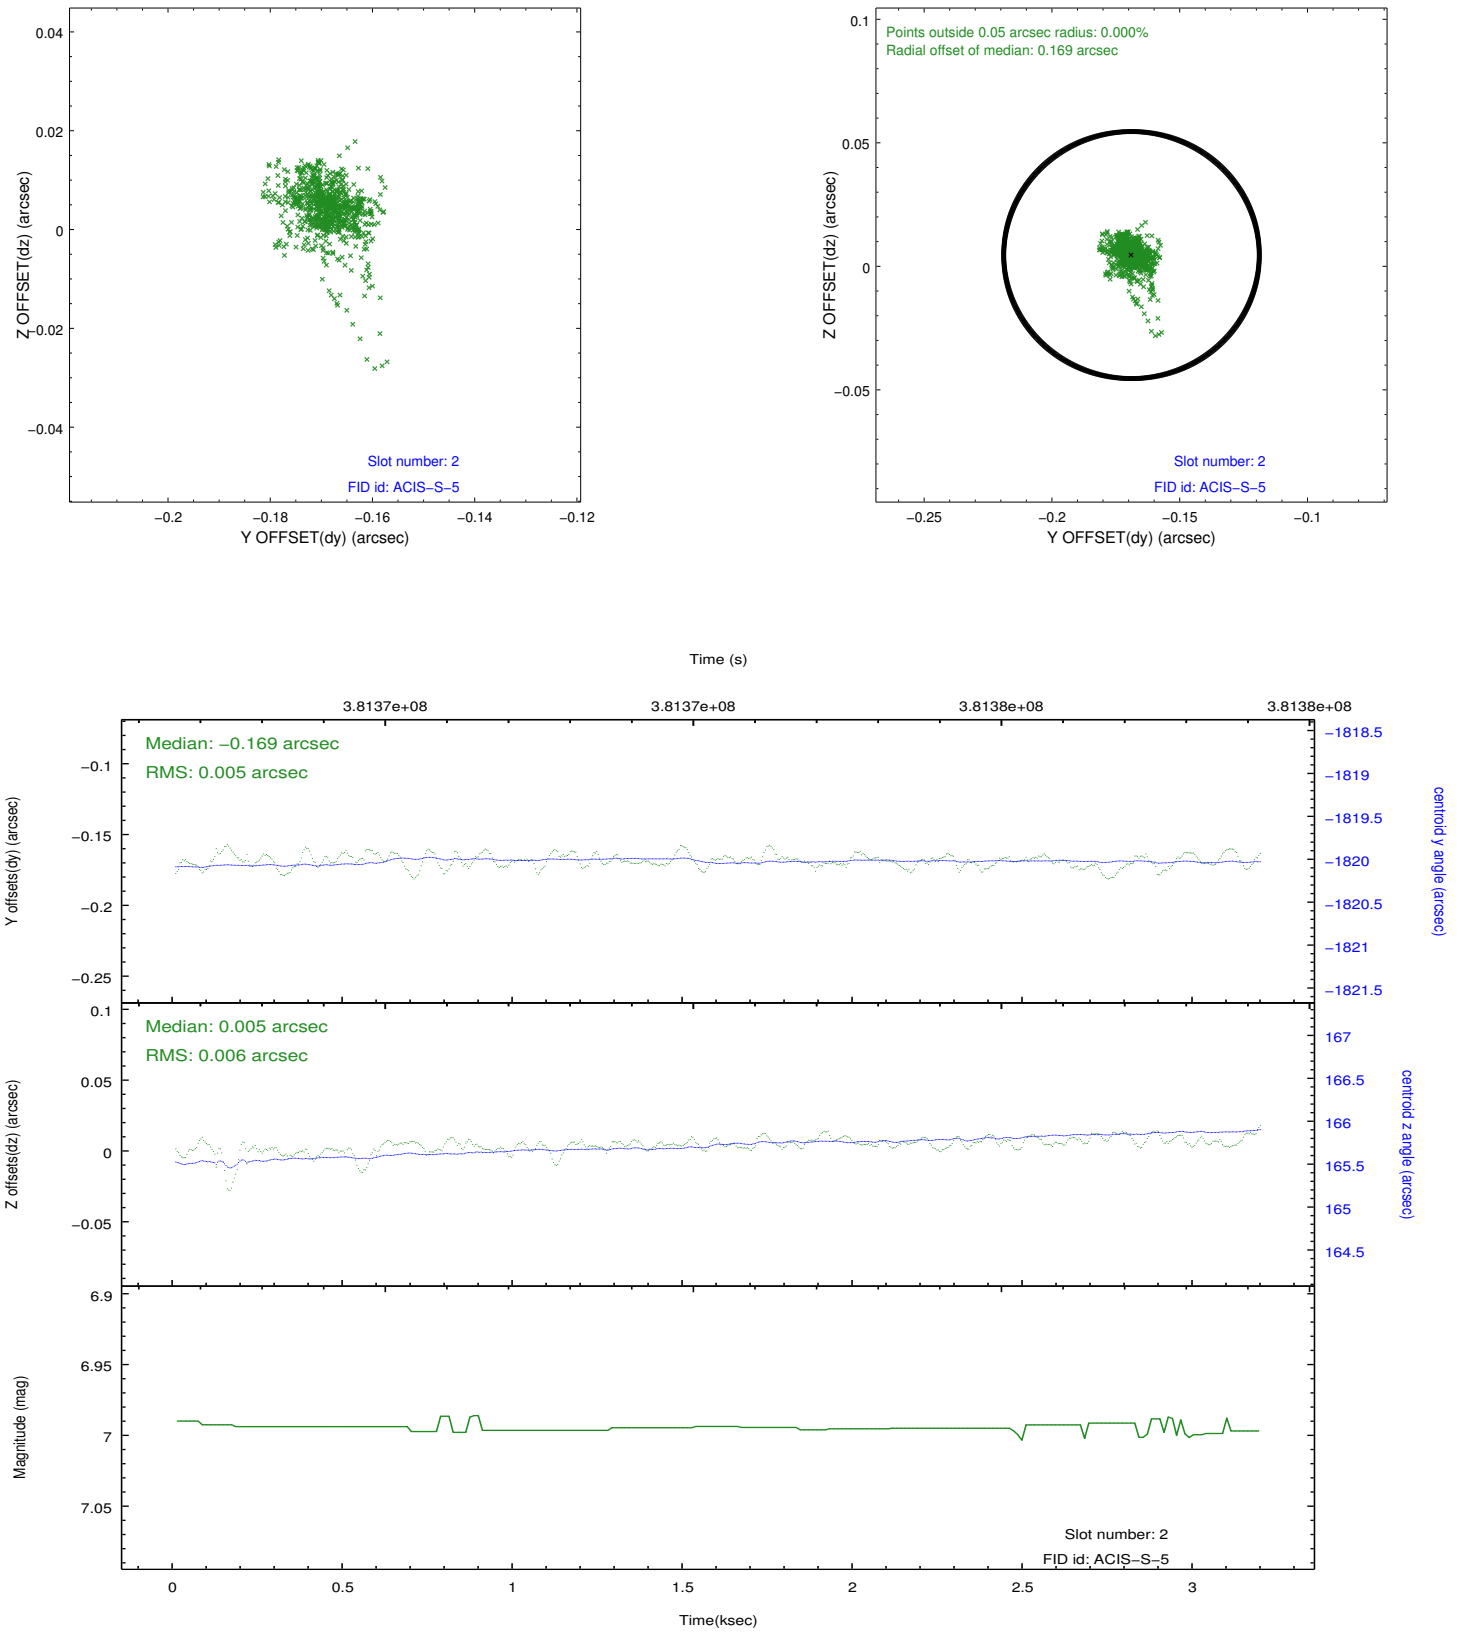 0.04
0.02
0
−0.02
−0.04
Z OFFSET(dz) (arcsec)
Slot number: 2
FID id: ACIS−S−5
−0.2
−0.18
−0.16
−0.14
−0.12
Y OFFSET(dy) (arcsec)
Points outside 0.05 arcsec radius: 0.000%
Radial offset of median: 0.169 arcsec
0.1
0.05
0
−0.05
Z OFFSET(dz) (arcsec)
Slot number: 2
FID id: ACIS−S−5
−0.25
−0.2
−0.15
−0.1
Y OFFSET(dy) (arcsec)
Time (s)
3.8137e+08
3.8137e+08
3.8138e+08
3.8138e+08
Median: −0.169 arcsec
RMS: 0.005 arcsec
−0.1
−0.15
−0.2
−0.25
Y offsets(dy) (arcsec)
−1818.5
−1819
−1819.5
−1820
−1820.5
−1821
−1821.5
centroid y angle (arcsec)
Median: 0.005 arcsec
RMS: 0.006 arcsec
0.1
0.05
0
−0.05
Z offsets(dz) (arcsec)
167
166.5
166
165.5
165
164.5
centroid z angle (arcsec)
6.9
6.95
7
7.05
Magnitude (mag)
Slot number: 2
FID id: ACIS−S−5
0
0.5
1
1.5
2
2.5
3
Time(ksec)